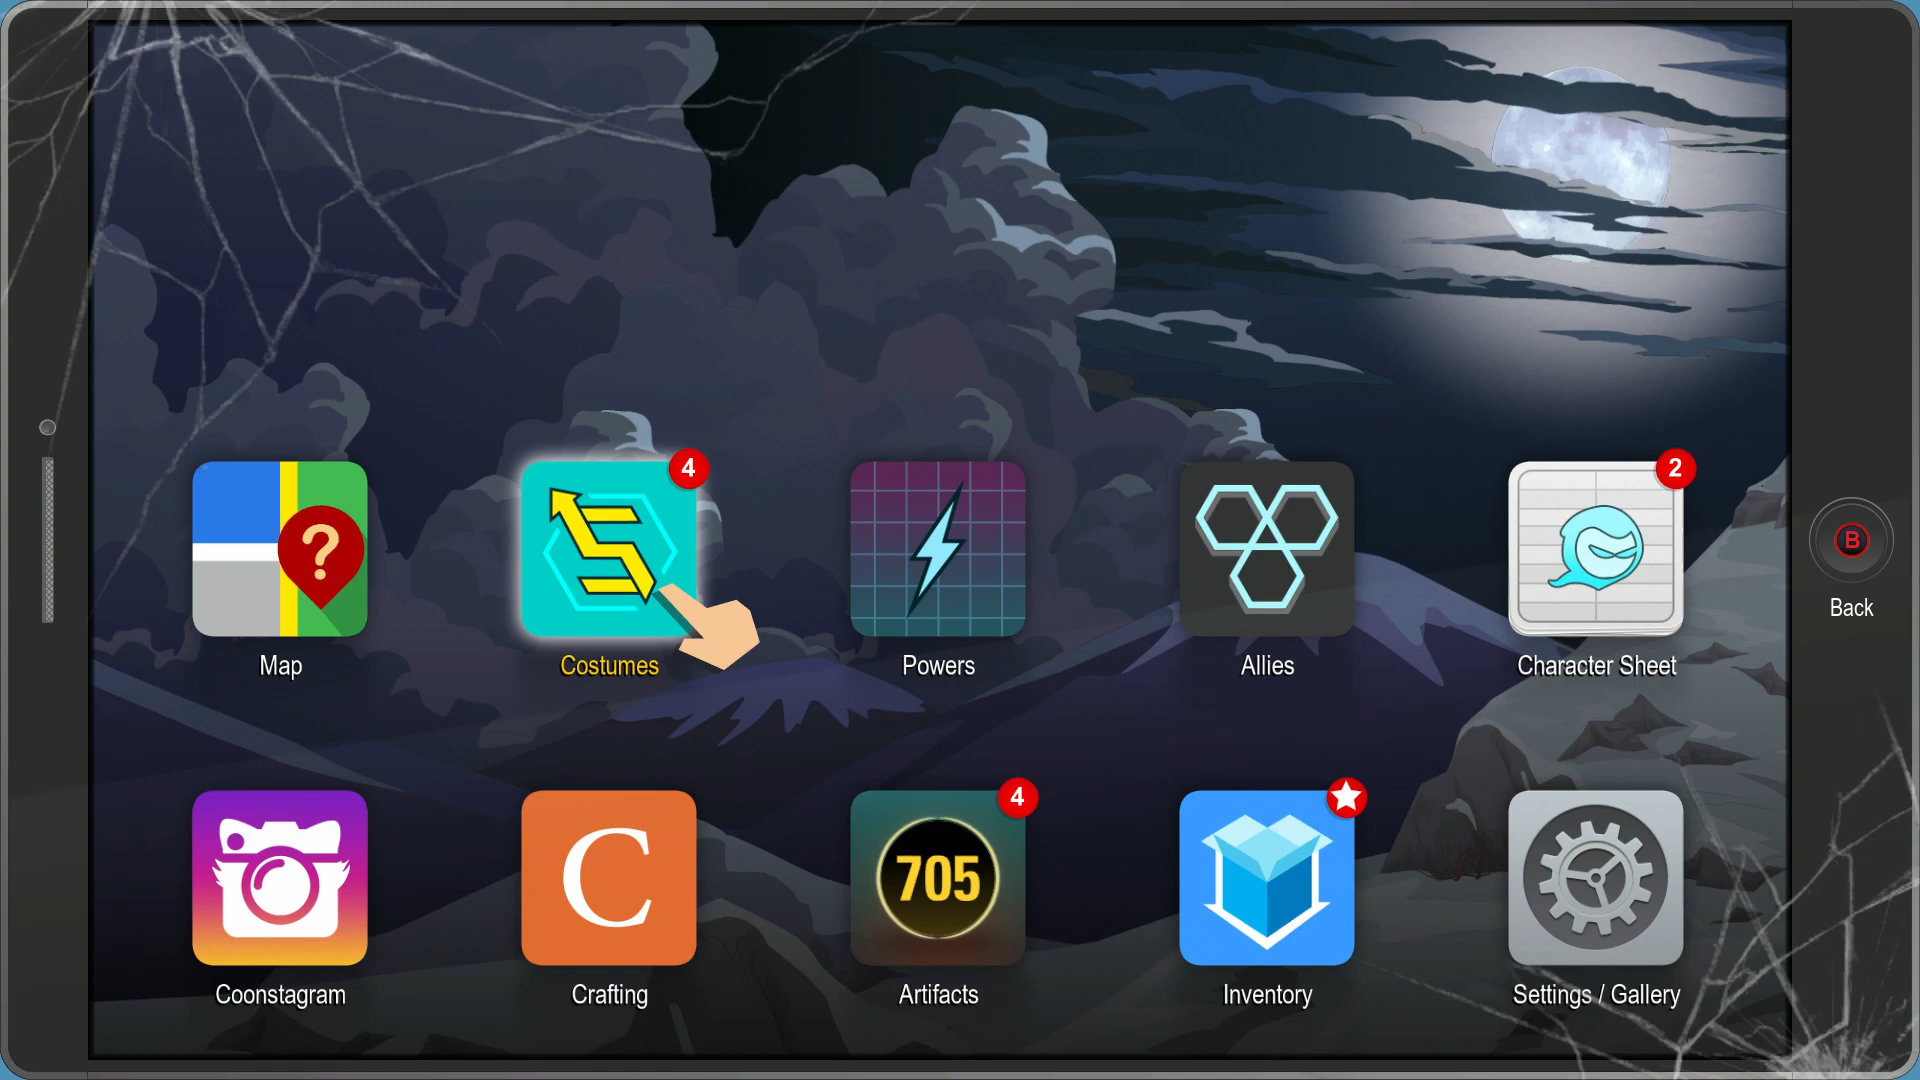 4
2
?
B
Map
Costumes
Powers
Allies
Character Sheet
Back
4
C
705
Coonstagram
Crafting
Artifacts
Inventory
Settings / Gallery